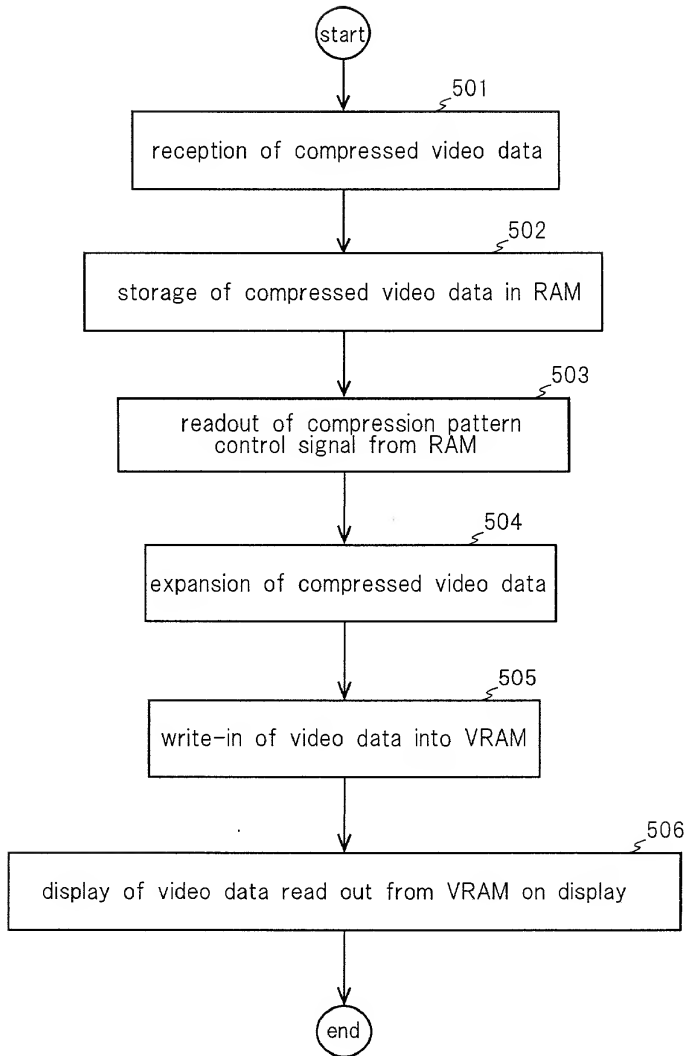 start
501
reception of compressed video data
502
storage of compressed video data in RAM
503
readout of compression pattern
control signal from RAM
504
expansion of compressed video data
505
write-in of video data into VRAM
506
display of video data read out from VRAM on display
end